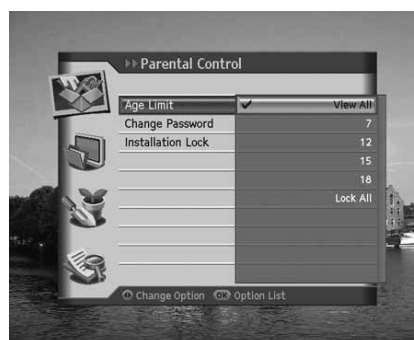 Parental Control
Age Limit ✔ View All
Change Password 7
Installation Lock 12
15
18
Lock All
Change Option OK Option List